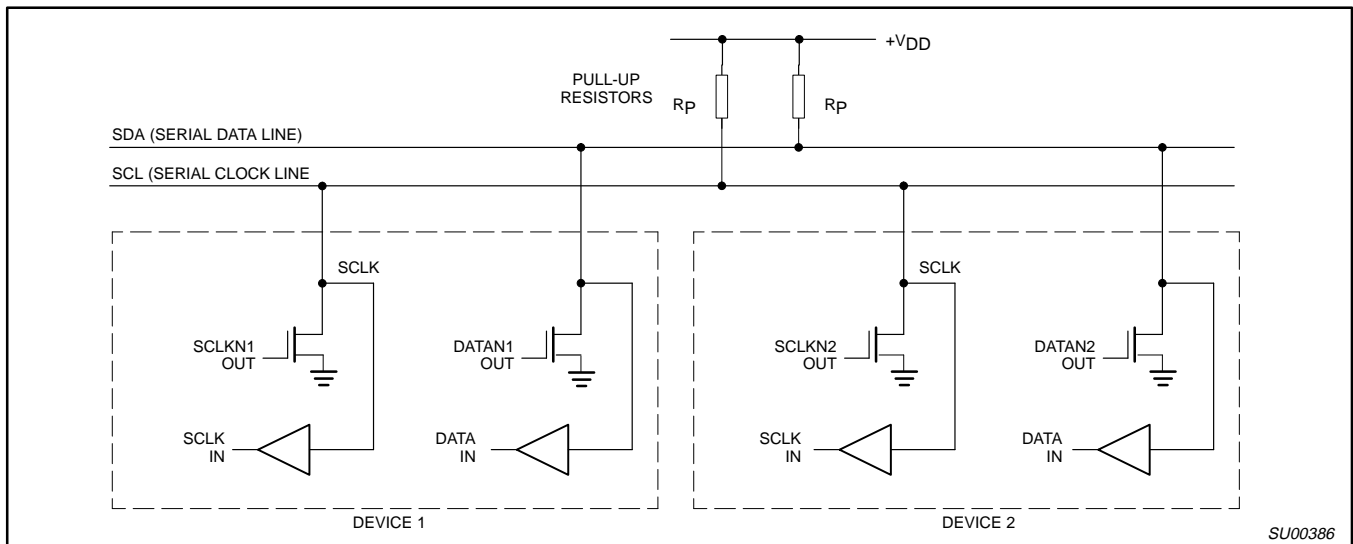 +VDD
PULL-UP
RESISTORS
RP
RP
SDA (SERIAL DATA LINE)
SCL (SERIAL CLOCK LINE
SCLK
SCLK
SCLKN1
OUT
DATAN1
OUT
SCLKN2
OUT
DATAN2
OUT
SCLK
IN
DATA
IN
SCLK
IN
DATA
IN
DEVICE 1
DEVICE 2
SU00386